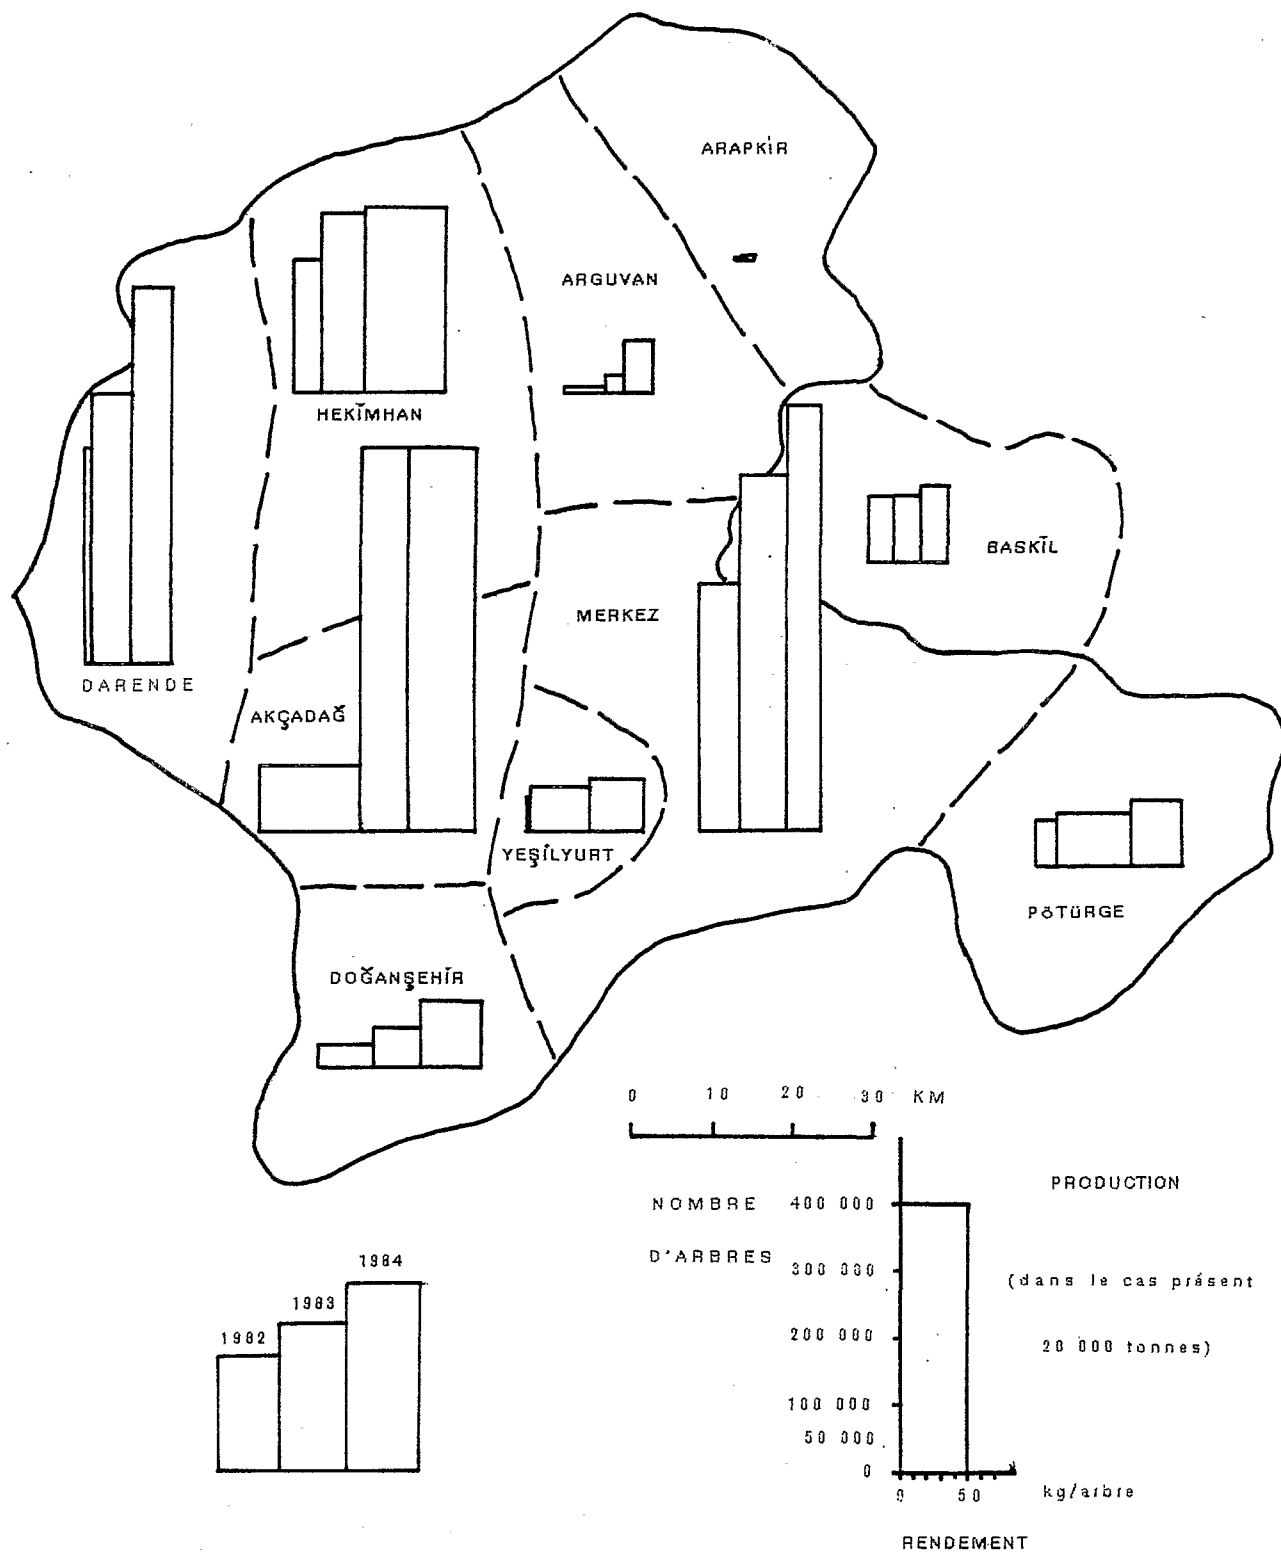 ARAPKİR
ARGUVAN
HEKİMHAN
BASKİL
MERKEZ
DARENDE
AKÇADAĞ
YEŞİLYURT
PÖTÜRGE
DOĞANŞEHİR
0 10 20 30 KM
PRODUCTION
NOMBRE 400 000
D'ARBRES
300 000
(dans le cas présent
200 000
20 000 tonnes)
100 000
50 000
0
0 50 kg/arbre
RENDEMENT
1984
1983
1982